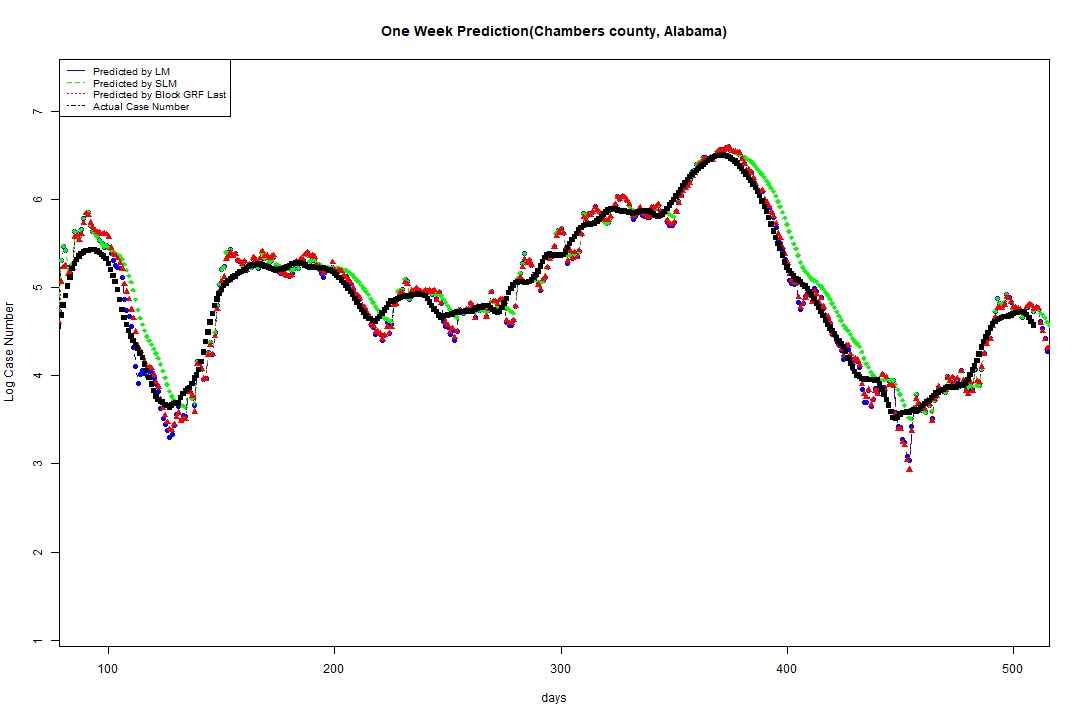 One Week Prediction(Chambers county, Alabama)
Predicted by LM
Predicted by SLM
Predicted by Block GRF Last
Actual Case Number
7
6
5
4
3
2
1
Log Case Number
100 200 300 400 500
days